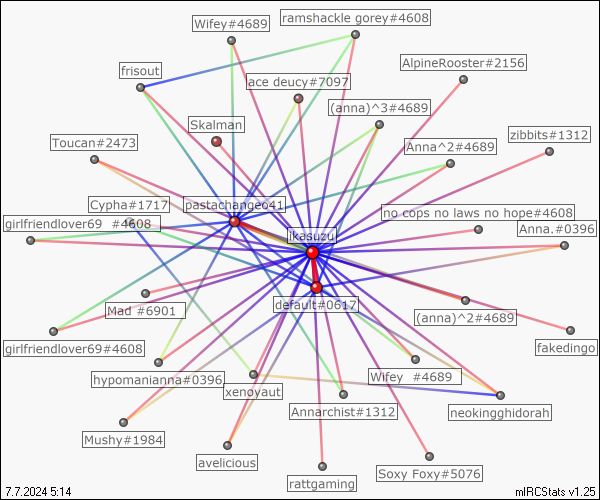 ramshackle gorey#4608
Wifey#4689
AlpineRooster#2156
frisout
ace deucy#7097
(anna)^3#4689
Skalman
zibbits#1312
Toucan#2473
Anna^2#4689
Cypha#1717
pastachangeo41
no cops no laws no hope#4608
girlfriendlover69 #4608
Anna.#0396
ikasuzu
default#0617
Mad #6901
(anna)^2#4689
girlfriendlover69#4608
fakedingo
hypomanianna#0396
Wifey #4689
xenoyaut
Annarchist#1312
neokingghidorah
Mushy#1984
avelicious
Soxy Foxy#5076
rattgaming
7.7.2024 5:14
mIRCStats v1.25